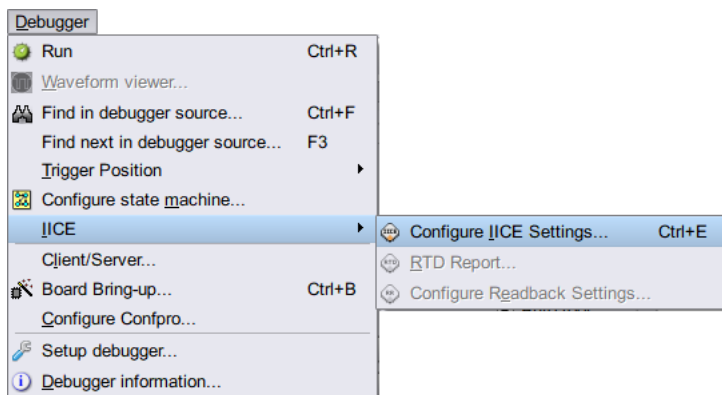 Debugger
Run Ctrl+R
Waveform viewer...
Find in debugger source... Ctrl+F
Find next in debugger source... F3
Trigger Position
Configure state machine...
IICE
Configure IICE Settings... Ctrl+E
Client/Server...
RTD Report...
Board Bring-up... Ctrl+B
Configure Readback Settings...
Configure Confpro...
Setup debugger...
Debugger information...